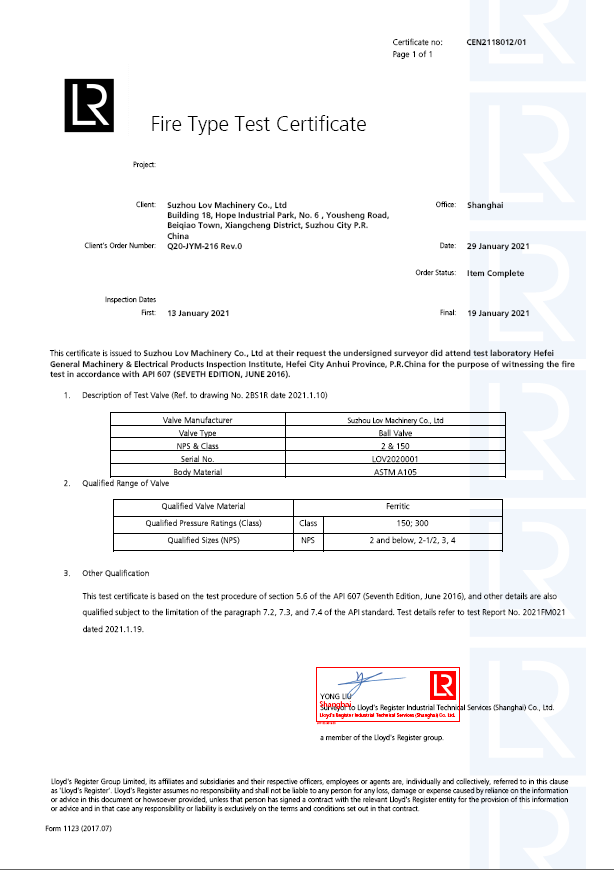 Certificate no: CEN2118012/01
Page 1 of 1
LR
Fire Type Test Certificate
Project:
Client: Suzhou Lov Machinery Co., Ltd Office: Shanghai
Building 18, Hope Industrial Park, No. 6 , Yousheng Road,
Beiqiao Town, Xiangcheng District, Suzhou City P.R.
China
Client's Order Number: Q20-JYM-216 Rev.0 Date: 29 January 2021
Order Status: Item Complete
Inspection Dates
First: 13 January 2021 Final: 19 January 2021
This certificate is issued to Suzhou Lov Machinery Co., Ltd at their request the undersigned surveyor did attend test laboratory Hefei
General Machinery & Electrical Products Inspection Institute, Hefei City Anhui Province, P.R.China for the purpose of witnessing the fire
test in accordance with API 607 (SEVETH EDITION, JUNE 2016).
1. Description of Test Valve (Ref. to drawing No. 2BS1R date 2021.1.10)
Valve Manufacturer Suzhou Lov Machinery Co., Ltd
Valve Type Ball Valve
NPS & Class 2 & 150
Serial No. LOV2020001
Body Material ASTM A105
2. Qualified Range of Valve
Qualified Valve Material Ferritic
Qualified Pressure Ratings (Class) Class 150; 300
Qualified Sizes (NPS) NPS 2 and below, 2-1/2, 3, 4
3. Other Qualification
This test certificate is based on the test procedure of section 5.6 of the API 607 (Seventh Edition, June 2016), and other details are also
qualified subject to the limitation of the paragraph 7.2, 7.3, and 7.4 of the API standard. Test details refer to test Report No. 2021FM021
dated 2021.1.19.
LR
YONG LIU
Shanghai
Surveyor to Lloyd's Register Industrial Technical Services (Shanghai) Co., Ltd.
Lloyd's Register Industrial Technical Services (Shanghai) Co. Ltd.
a member of the Lloyd's Register group.
Lloyd's Register Group Limited, its affiliates and subsidiaries and their respective officers, employees or agents are, individually and collectively, referred to in this clause
as 'Lloyd's Register'. Lloyd's Register assumes no responsibility and shall not be liable to any person for any loss, damage or expense caused by reliance on the information
or advice in this document or howsoever provided, unless that person has signed a contract with the relevant Lloyd's Register entity for the provision of this information
or advice and in that case any responsibility or liability is exclusively on the terms and conditions set out in that contract.
Form 1123 (2017.07)